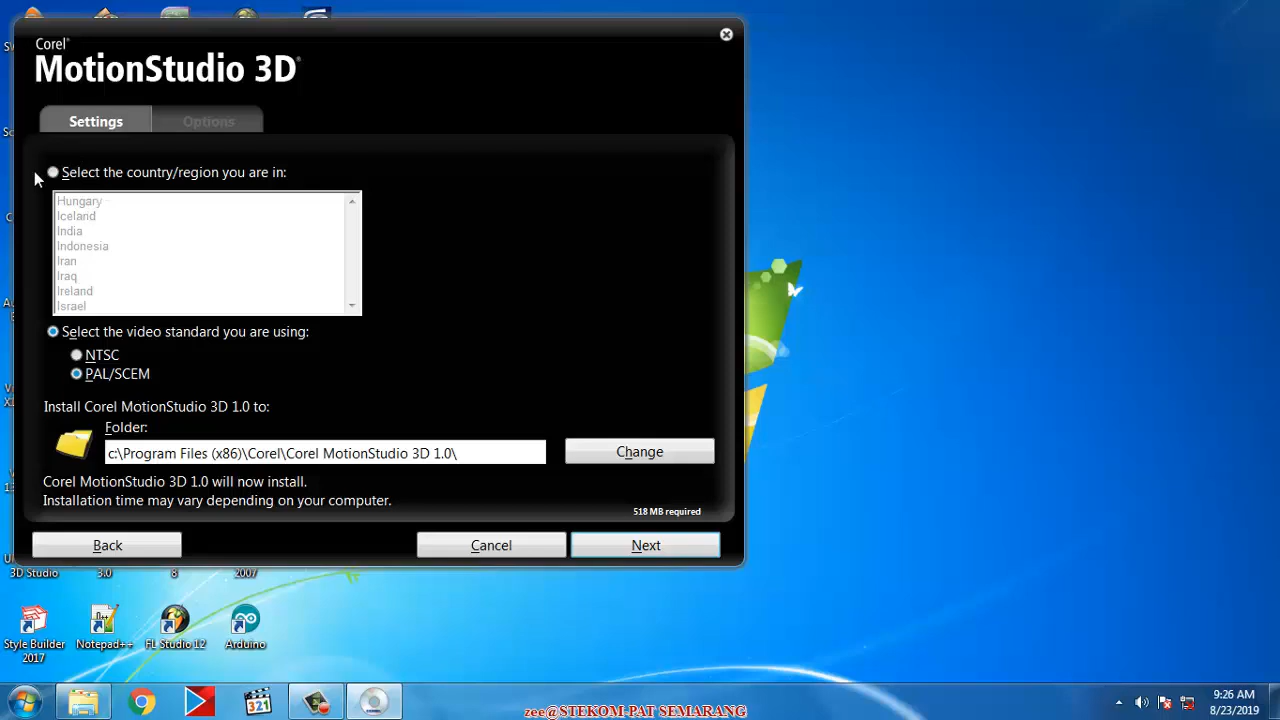 Corel®
MotionStudio 3D®
Settings
Options
Select the country/region you are in:
Hungary
Iceland
India
Indonesia
Iran
Iraq
Ireland
Israel
Select the video standard you are using:
NTSC
PAL/SCEM
Install Corel MotionStudio 3D 1.0 to:
Folder:
c:\Program Files (x86)\Corel\Corel MotionStudio 3D 1.0\
Change
Corel MotionStudio 3D 1.0 will now install.
Installation time may vary depending on your computer.
518 MB required
Back
Cancel
Next
3D Studio
3.0
8
2007
Style Builder
2017
Notepad++
FL Studio 12
Arduino
321
zee@STEKOM-PAT SEMARANG
9:26 AM
8/23/2019